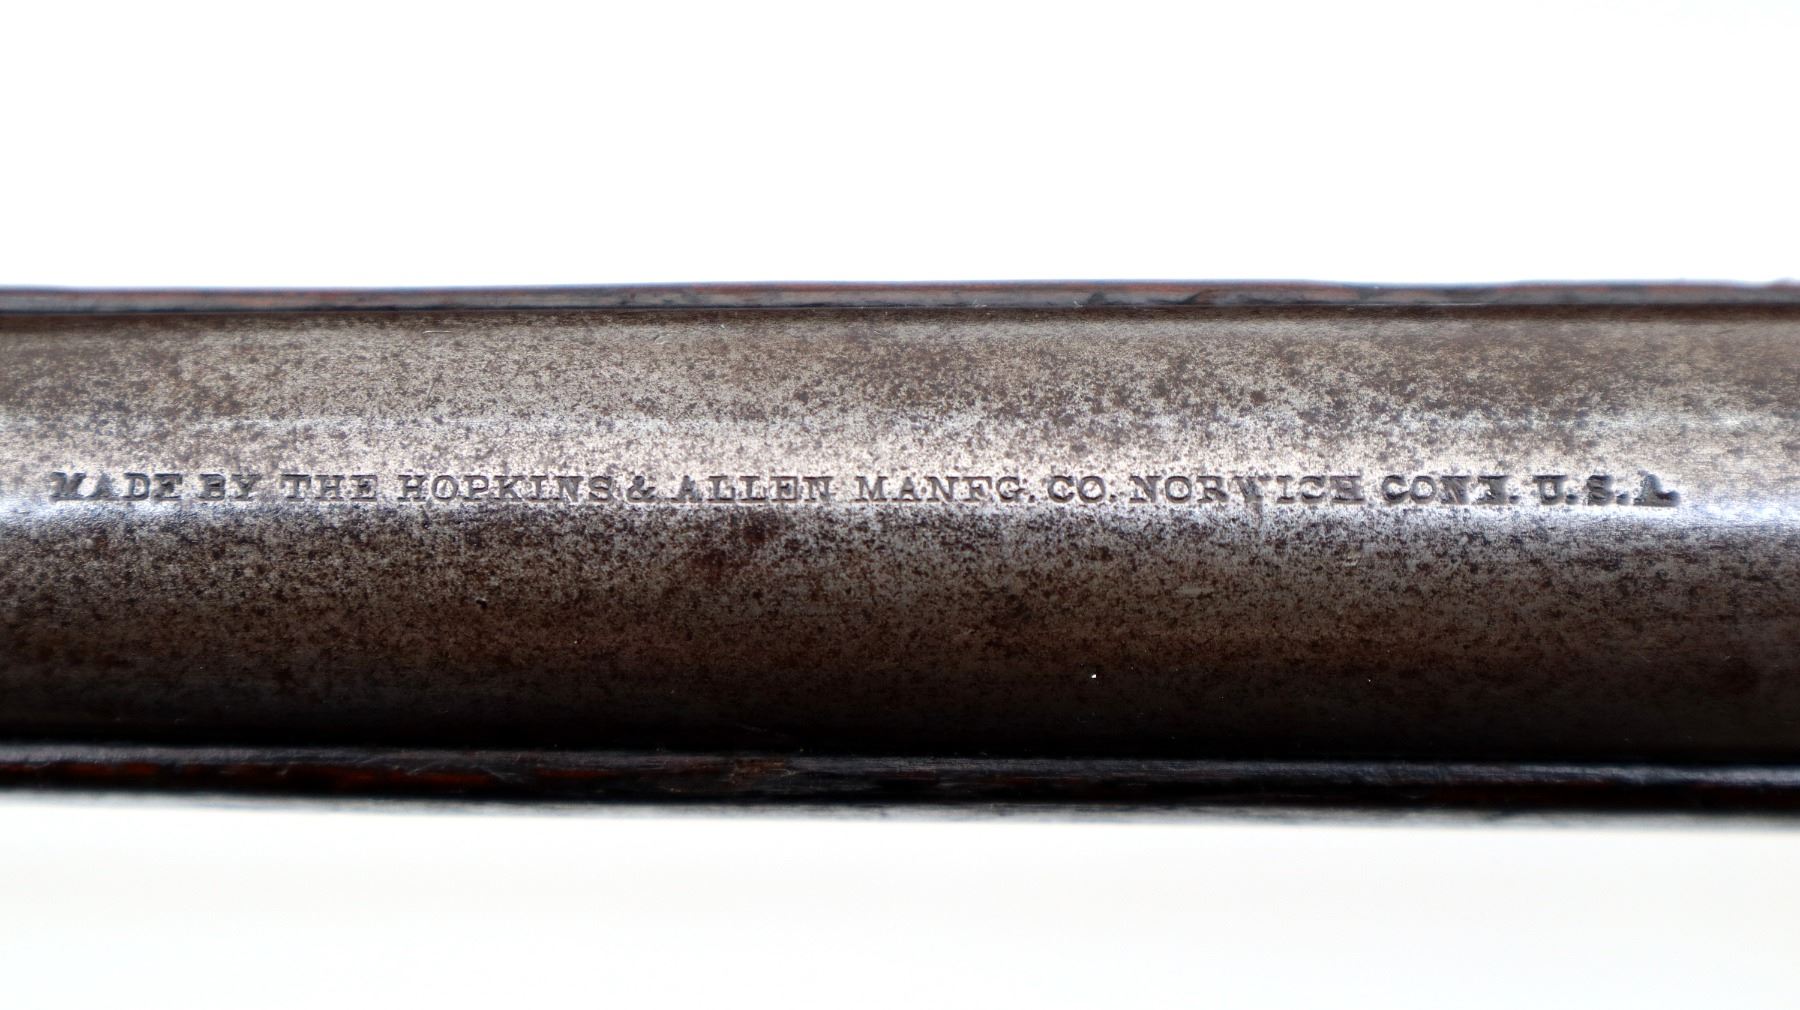 MADE BY THE HOPKINS & ALLEN MANFG. CO. NORWICH CONN. U.S.A.